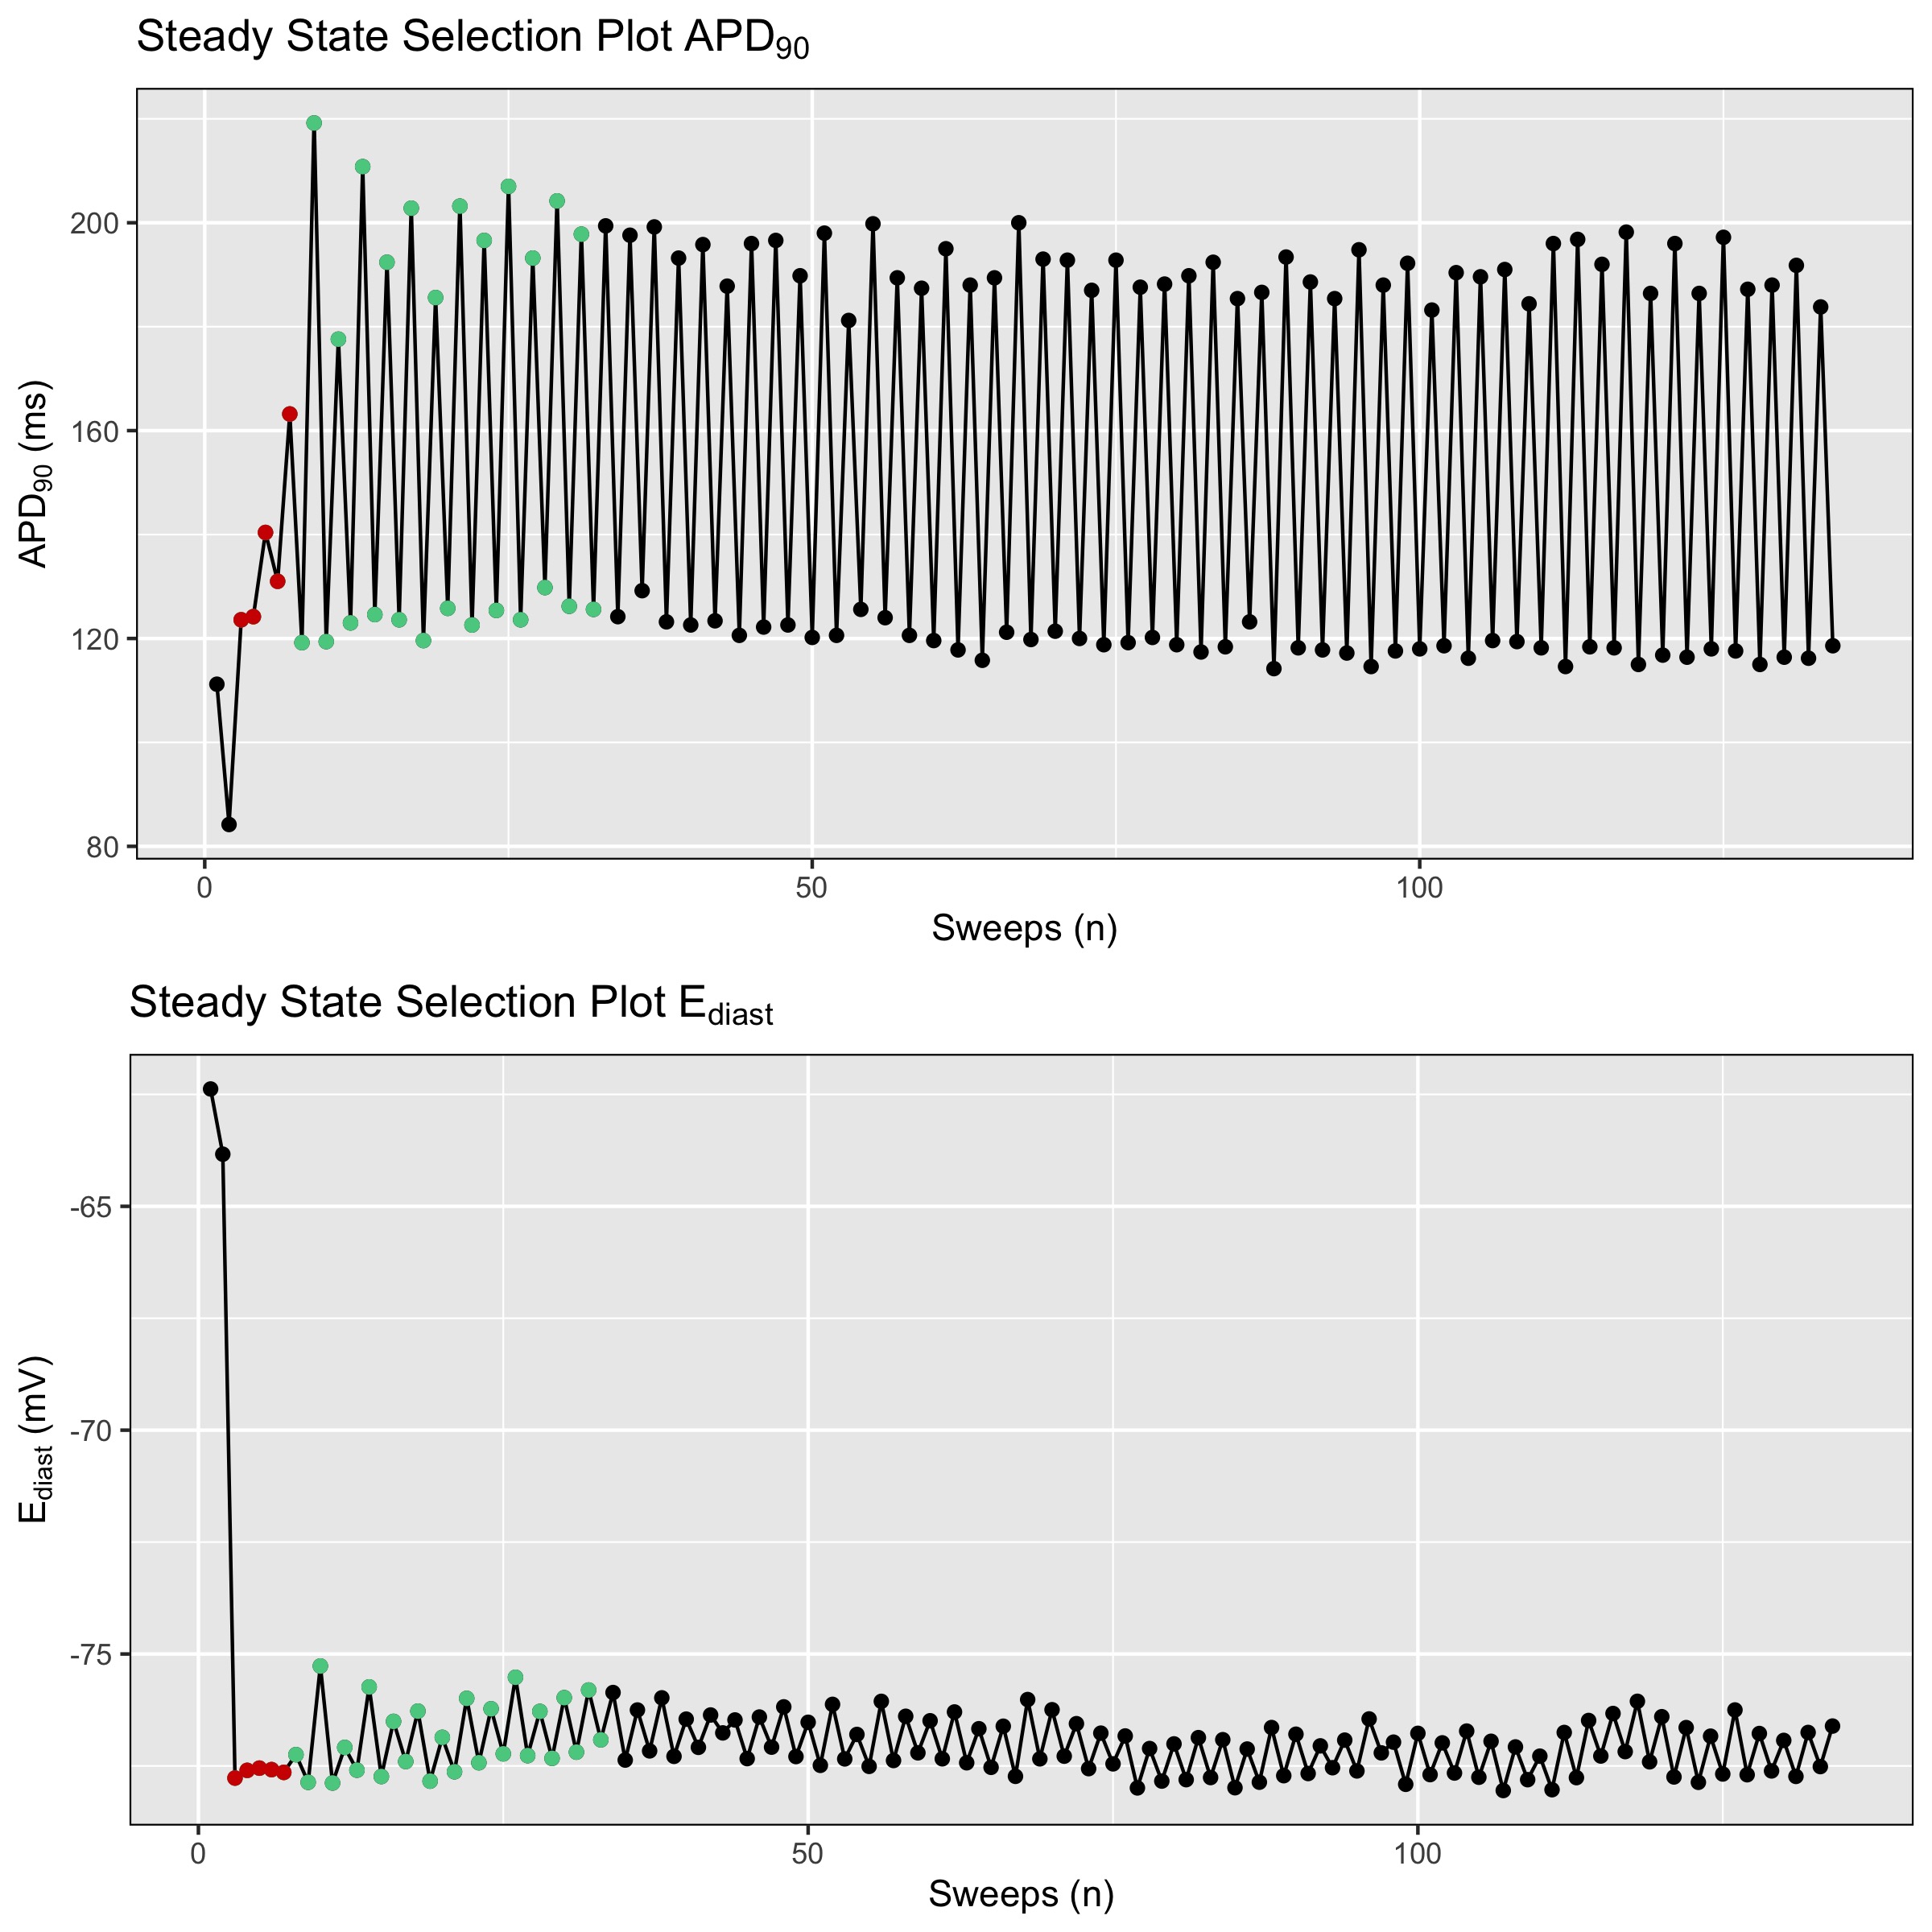 Steady State Selection Plot APD90
200
160
120
80
APD90 (ms)
0 50 100
Sweeps (n)
Steady State Selection Plot Ediast
-65
-70
-75
Ediast (mV)
0 50 100
Sweeps (n)